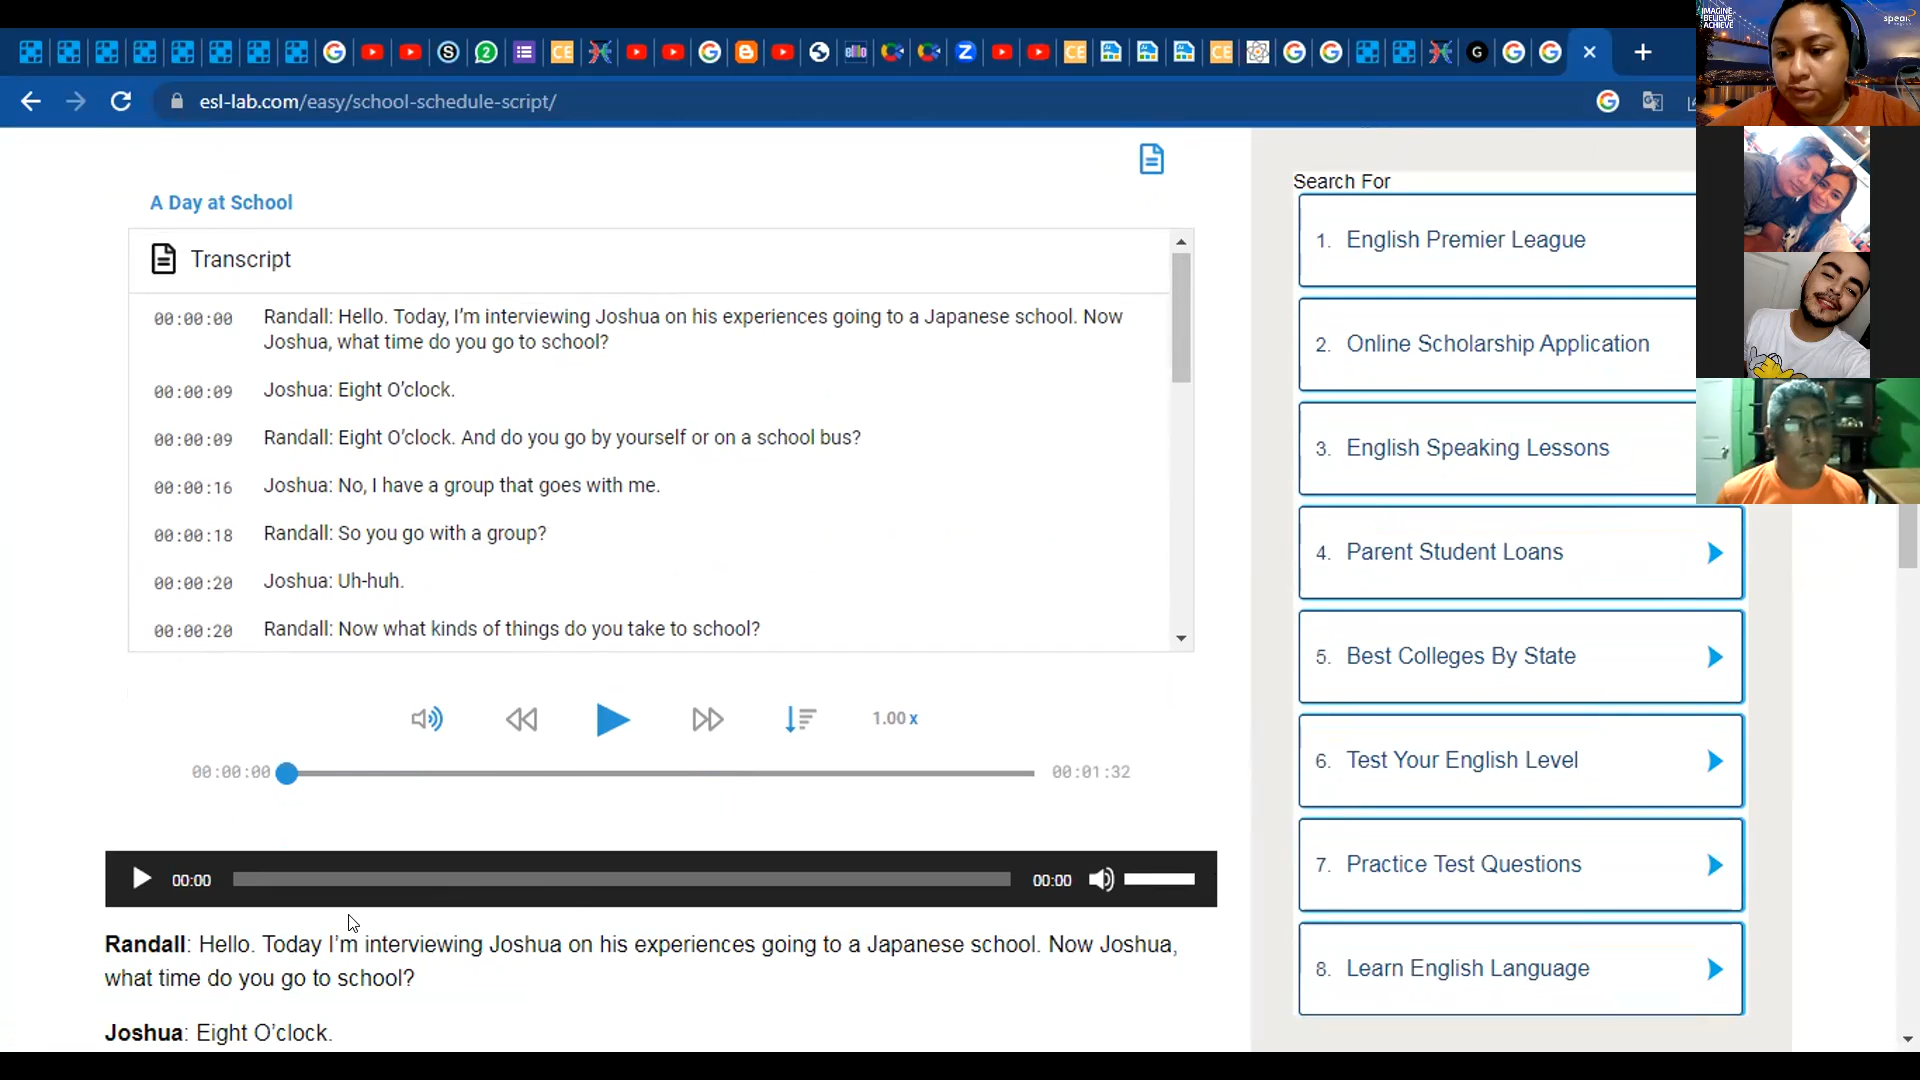 esl-lab.com/easy/school-schedule-script/
IMAGINE.
BELIEVE.
ACHIEVE
speak
A Day at School
Transcript
00:00:00 Randall: Hello. Today, I'm interviewing Joshua on his experiences going to a Japanese school. Now
Joshua, what time do you go to school?
00:00:09 Joshua: Eight O'clock.
00:00:09 Randall: Eight O'clock. And do you go by yourself or on a school bus?
00:00:16 Joshua: No, I have a group that goes with me.
00:00:18 Randall: So you go with a group?
00:00:20 Joshua: Uh-huh.
00:00:20 Randall: Now what kinds of things do you take to school?
1.00 x
00:00:00 00:01:32
00:00 00:00
Randall: Hello. Today I'm interviewing Joshua on his experiences going to a Japanese school. Now Joshua,
what time do you go to school?
Joshua: Eight O'clock.
Search For
1. English Premier League
2. Online Scholarship Application
3. English Speaking Lessons
4. Parent Student Loans
5. Best Colleges By State
6. Test Your English Level
7. Practice Test Questions
8. Learn English Language